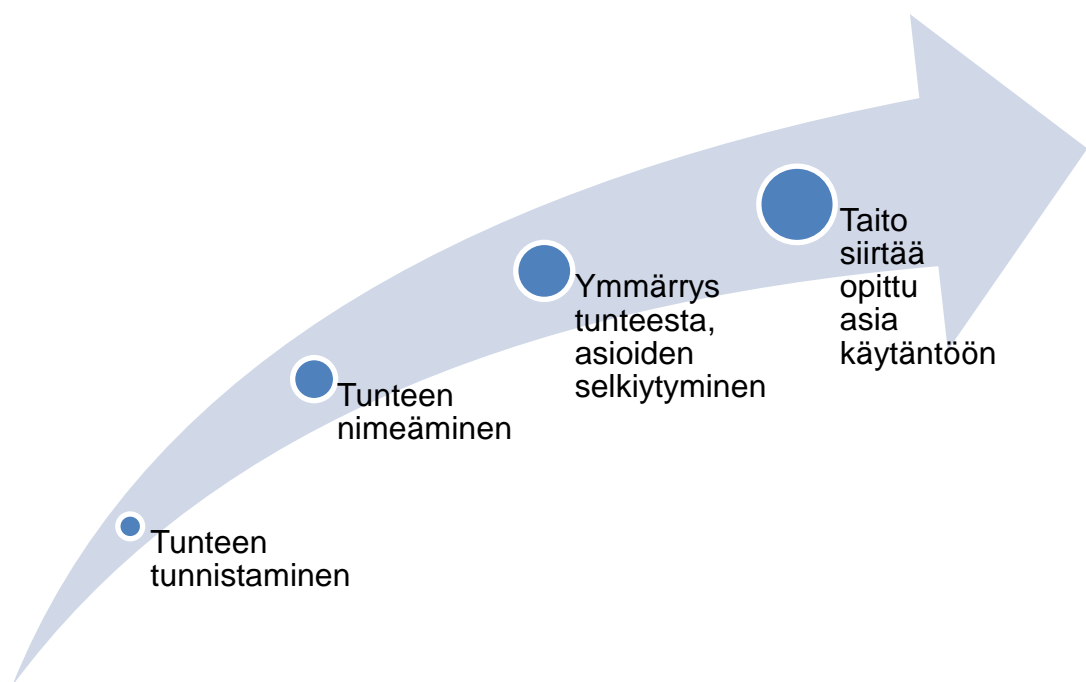 Tunteen
tunnistaminen
Tunteen
nimeäminen
Ymmärrys
tunteesta,
asioiden
selkiytyminen
Taito
siirtää
opittu
asia
käytäntöön